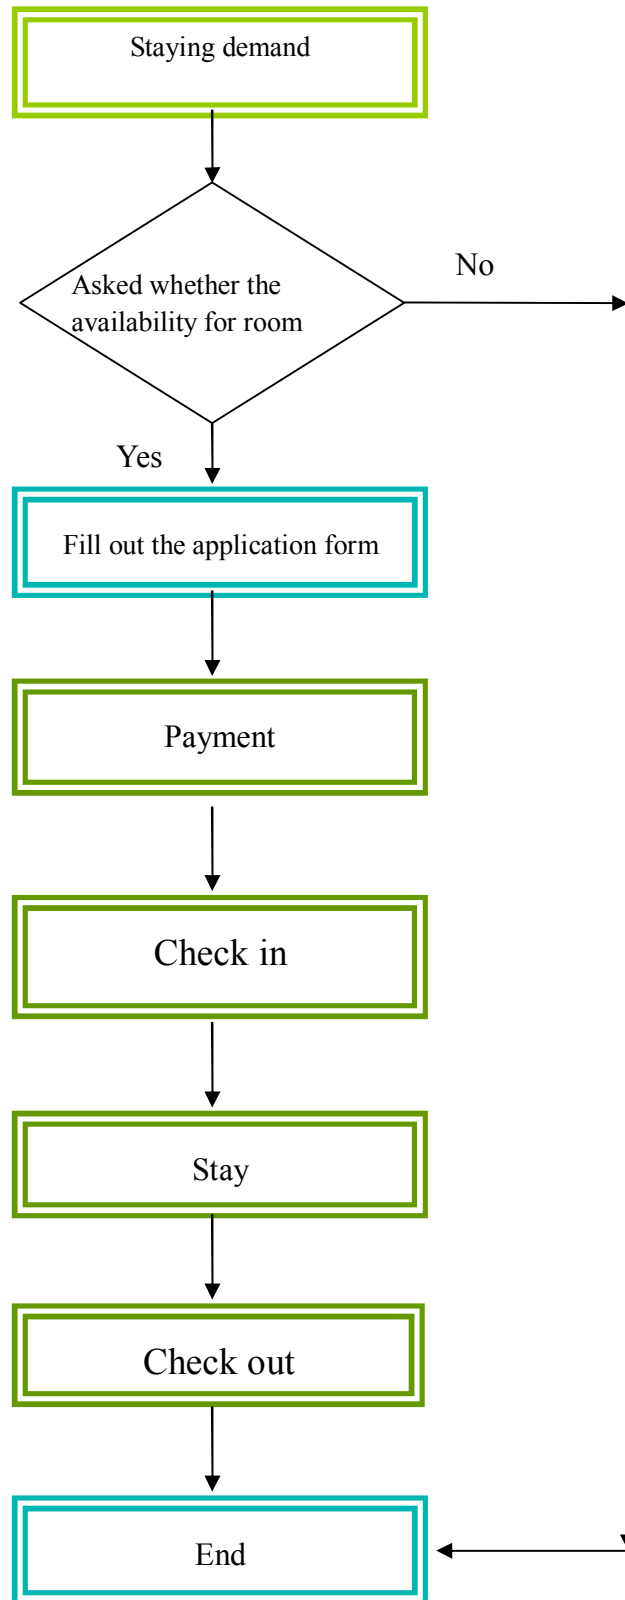 Staying demand
No
Asked whether the
availability for room
Yes
Fill out the application form
Payment
Check in
Stay
Check out
End